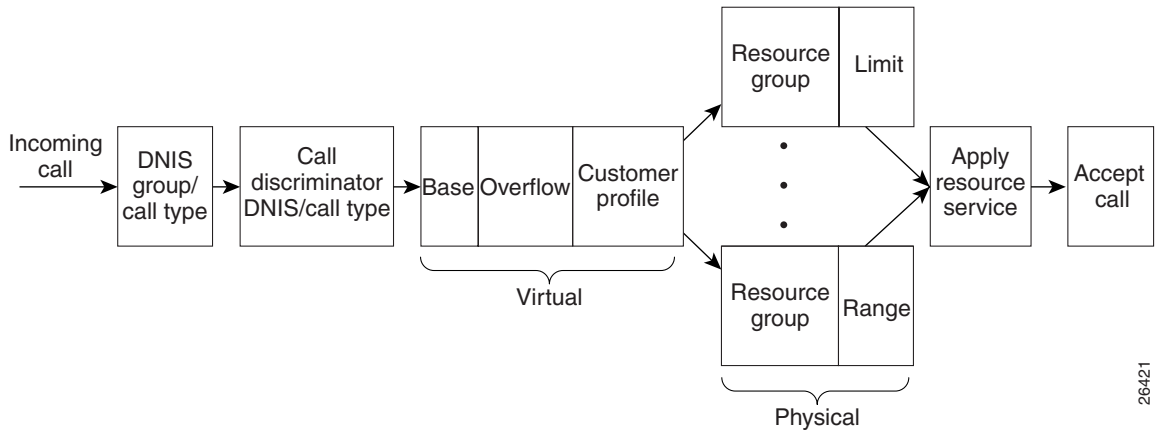 Incoming
call
DNIS
group/
call type
Call
discriminator
DNIS/call type
Base
Overflow
Customer
profile
Virtual
Resource
group
Limit
Resource
group
Range
Physical
Apply
resource
service
Accept
call
26421